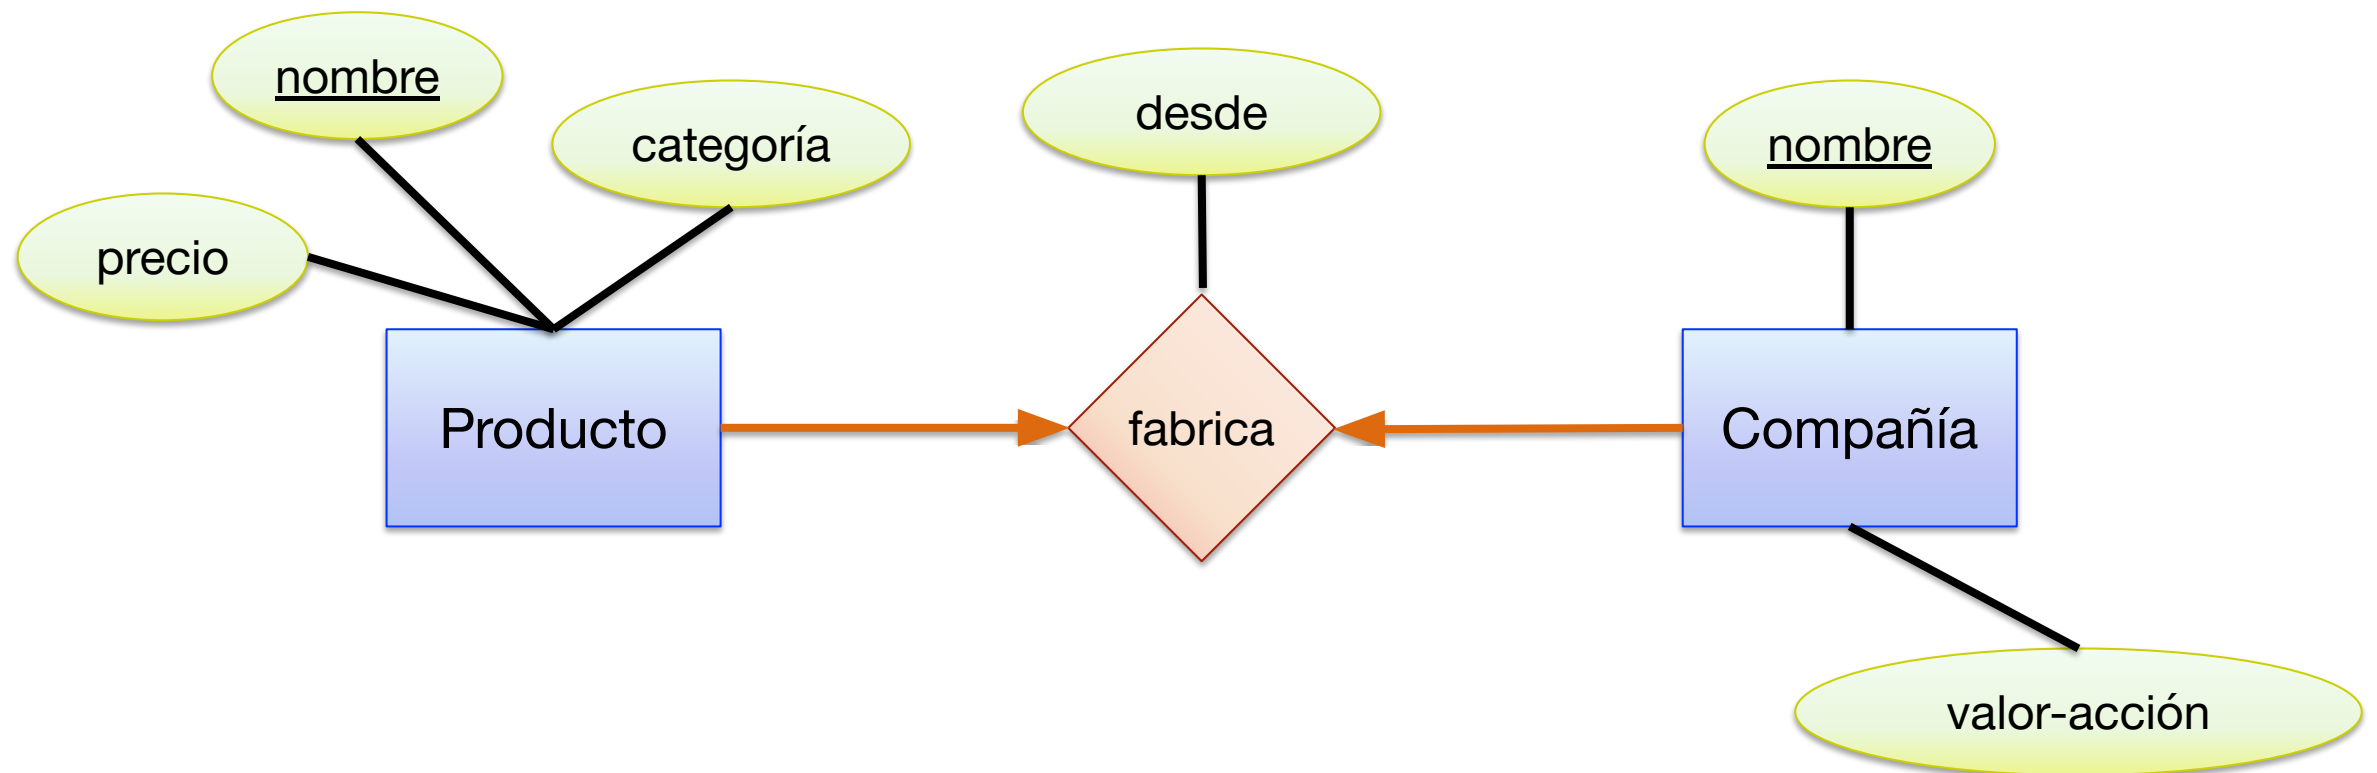 nombre
categoría
precio
desde
nombre
Producto
fabrica
Compañía
valor-acción